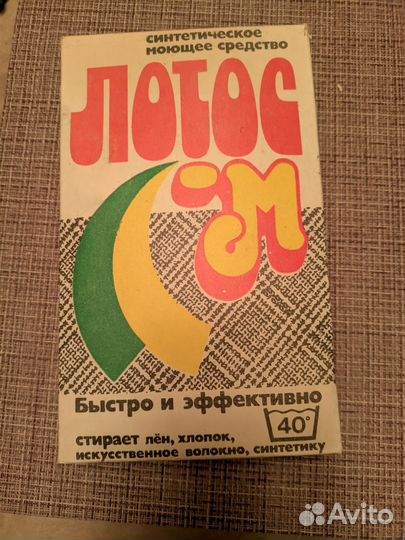 синтетическое
моющее средство
Лотос
-М
Быстро и эффективно
40°
стирает лён, хлопок,
искусственное волокно, синтетику
Avito